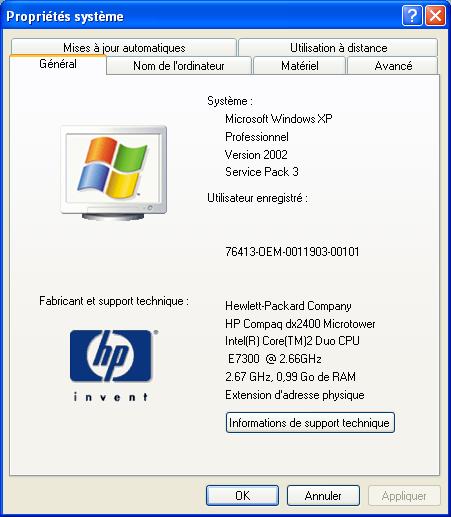 Propriétés système
Mises à jour automatiques
Utilisation à distance
Général
Nom de l'ordinateur
Matériel
Avancé
Système :
Microsoft Windows XP
Professionnel
Version 2002
Service Pack 3
Utilisateur enregistré :
76413-OEM-0011903-00101
Fabricant et support technique :
Hewlett-Packard Company
HP Compaq dx2400 Microtower
Intel(R) Core(TM)2 Duo CPU
E7300 @ 2.66GHz
2.67 GHz, 0,99 Go de RAM
Extension d'adresse physique
hp
invent
Informations de support technique
OK
Annuler
Appliquer